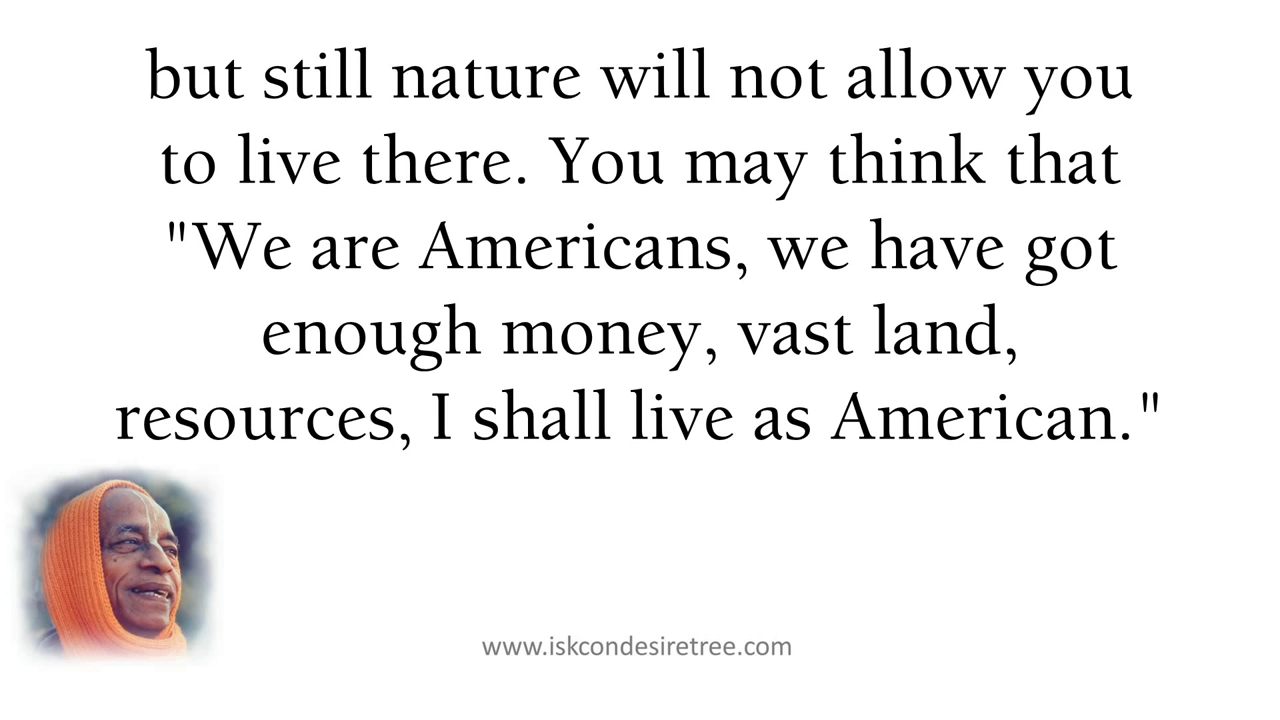 but still nature will not allow you
to live there. You may think that
"We are Americans, we have got
enough money, vast land,
resources, I shall live as American."
www.iskcondesiretree.com